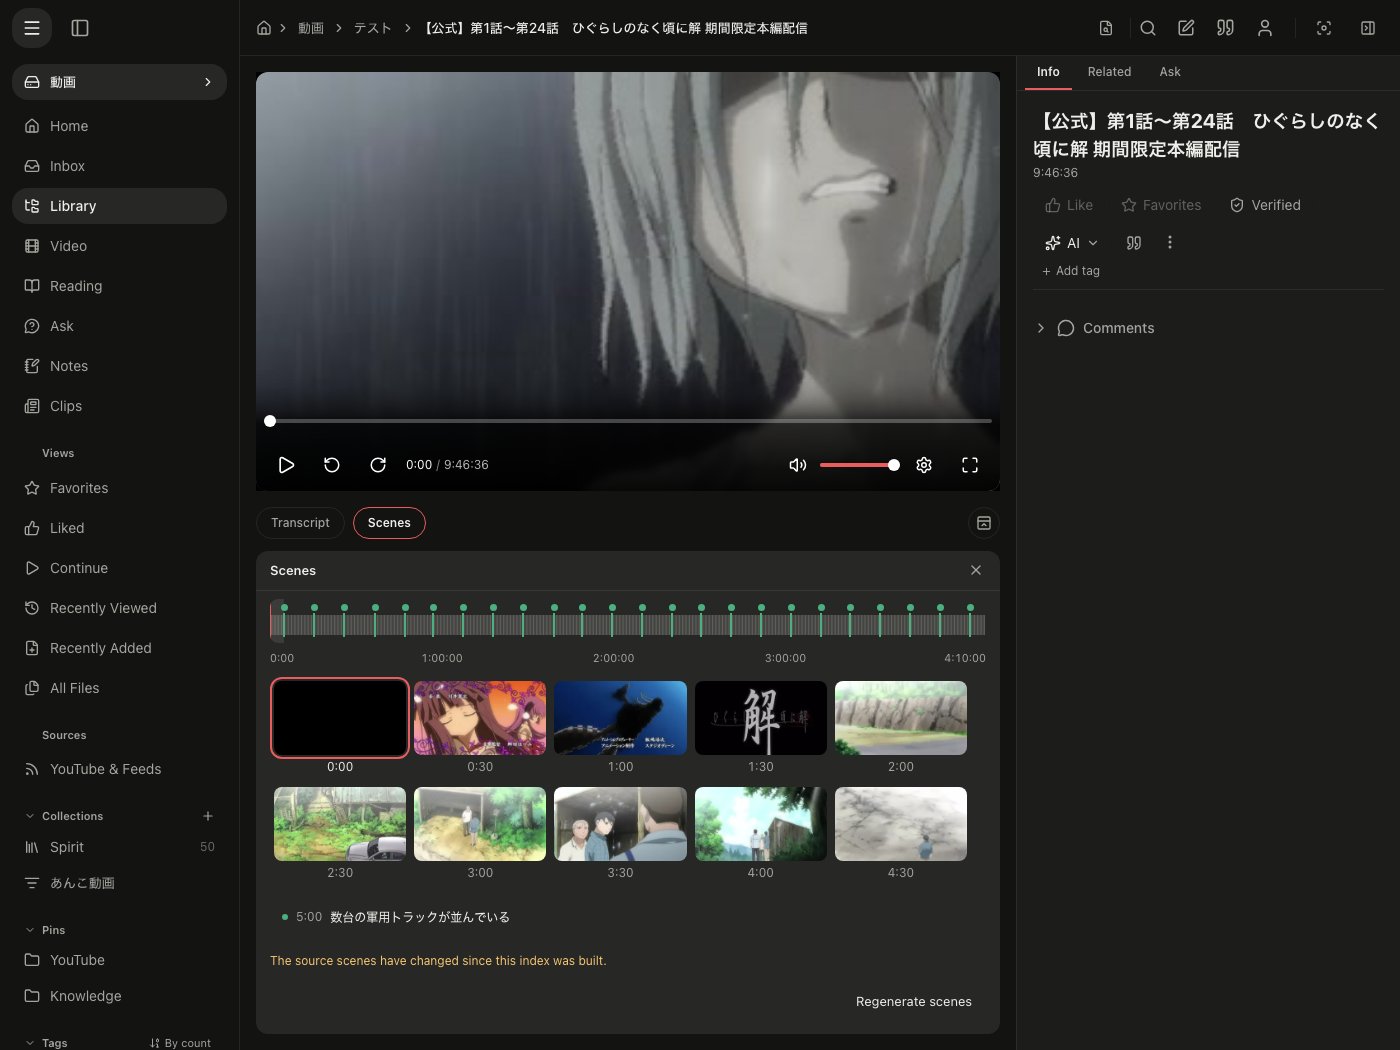 動画
テスト
【公式】第1話〜第24話　ひぐらしのなく頃に解 期間限定本編配信
動画
Home
Inbox
Library
Video
Reading
Ask
Notes
Clips
Views
Favorites
Liked
Continue
Recently Viewed
Recently Added
All Files
Sources
YouTube & Feeds
Collections
Spirit 50
あんこ動画
Pins
YouTube
Knowledge
Tags By count
0:00 / 9:46:36
Transcript
Scenes
Scenes
0:00 1:00:00 2:00:00 3:00:00 4:10:00
解
0:00 0:30 1:00 1:30 2:00
2:30 3:00 3:30 4:00 4:30
5:00 数台の軍用トラックが並んでいる
The source scenes have changed since this index was built.
Regenerate scenes
Info Related Ask
【公式】第1話〜第24話　ひぐらしのなく
頃に解 期間限定本編配信
9:46:36
Like Favorites Verified
AI
+ Add tag
Comments